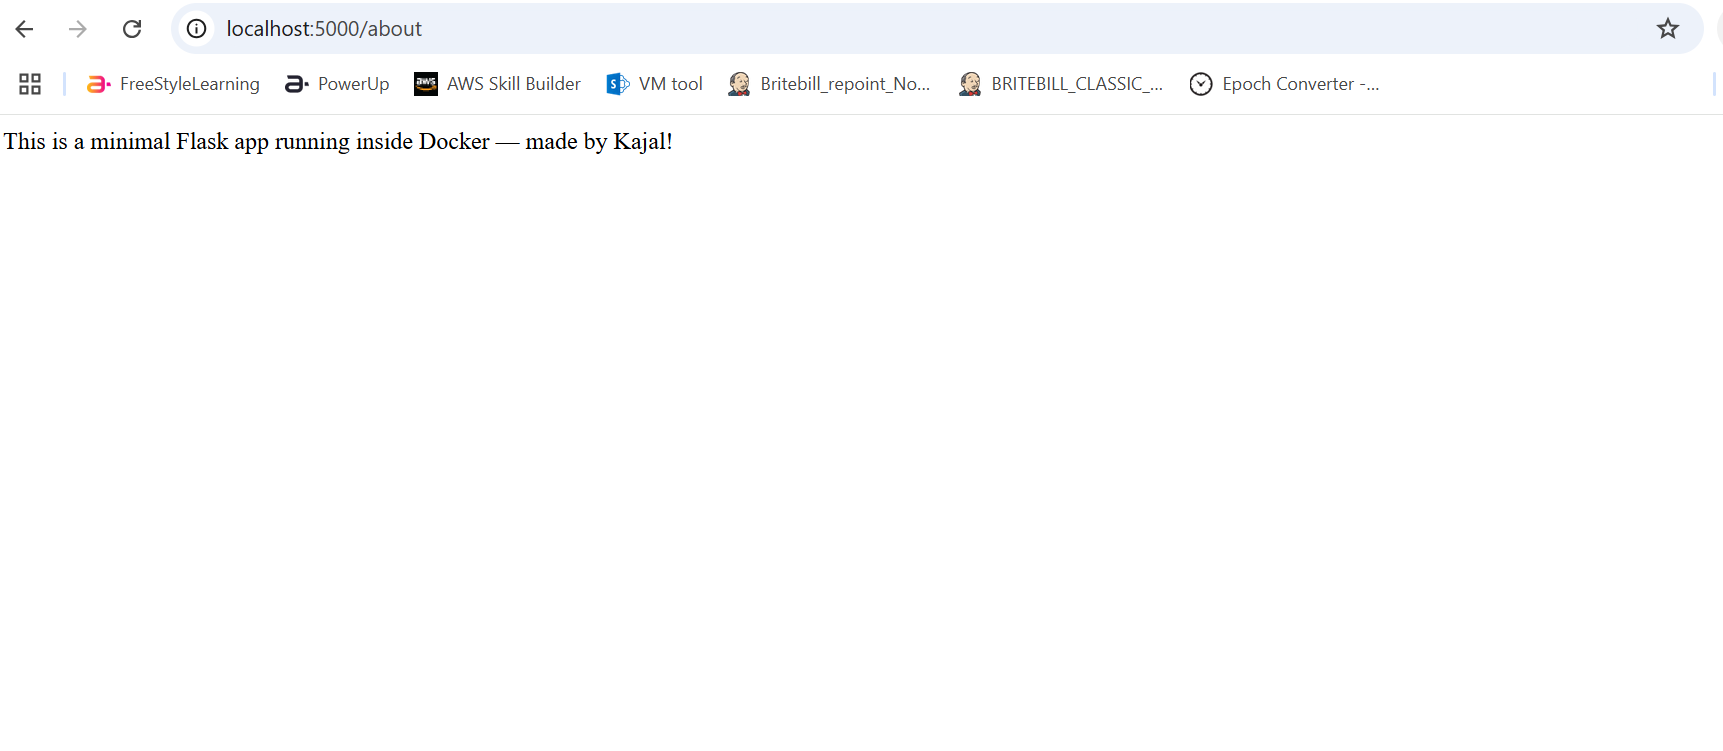 localhost:5000/about
FreeStyleLearning PowerUp aws AWS Skill Builder S VM tool Britebill_repoint_No... BRITEBILL_CLASSIC_... Epoch Converter -...
This is a minimal Flask app running inside Docker — made by Kajal!